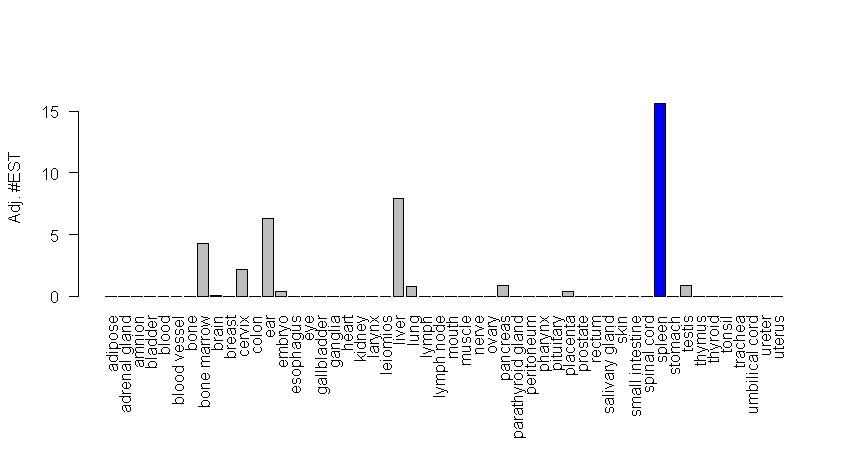 Adj. #EST
15
10
5
0
adipose
adrenal gland
amnion
bladder
blood
blood vessel
bone
bone marrow
brain
breast
cervix
colon
ear
embryo
esophagus
eye
gallbladder
ganglia
heart
kidney
larynx
leiomios
liver
lung
lymph
lymph node
mouth
muscle
nerve
ovary
pancreas
parathyroid gland
peritoneum
pharynx
pituitary
placenta
prostate
rectum
salivary gland
skin
small intestine
spinal cord
spleen
stomach
testis
thymus
thyroid
tonsil
trachea
umbilical cord
ureter
uterus